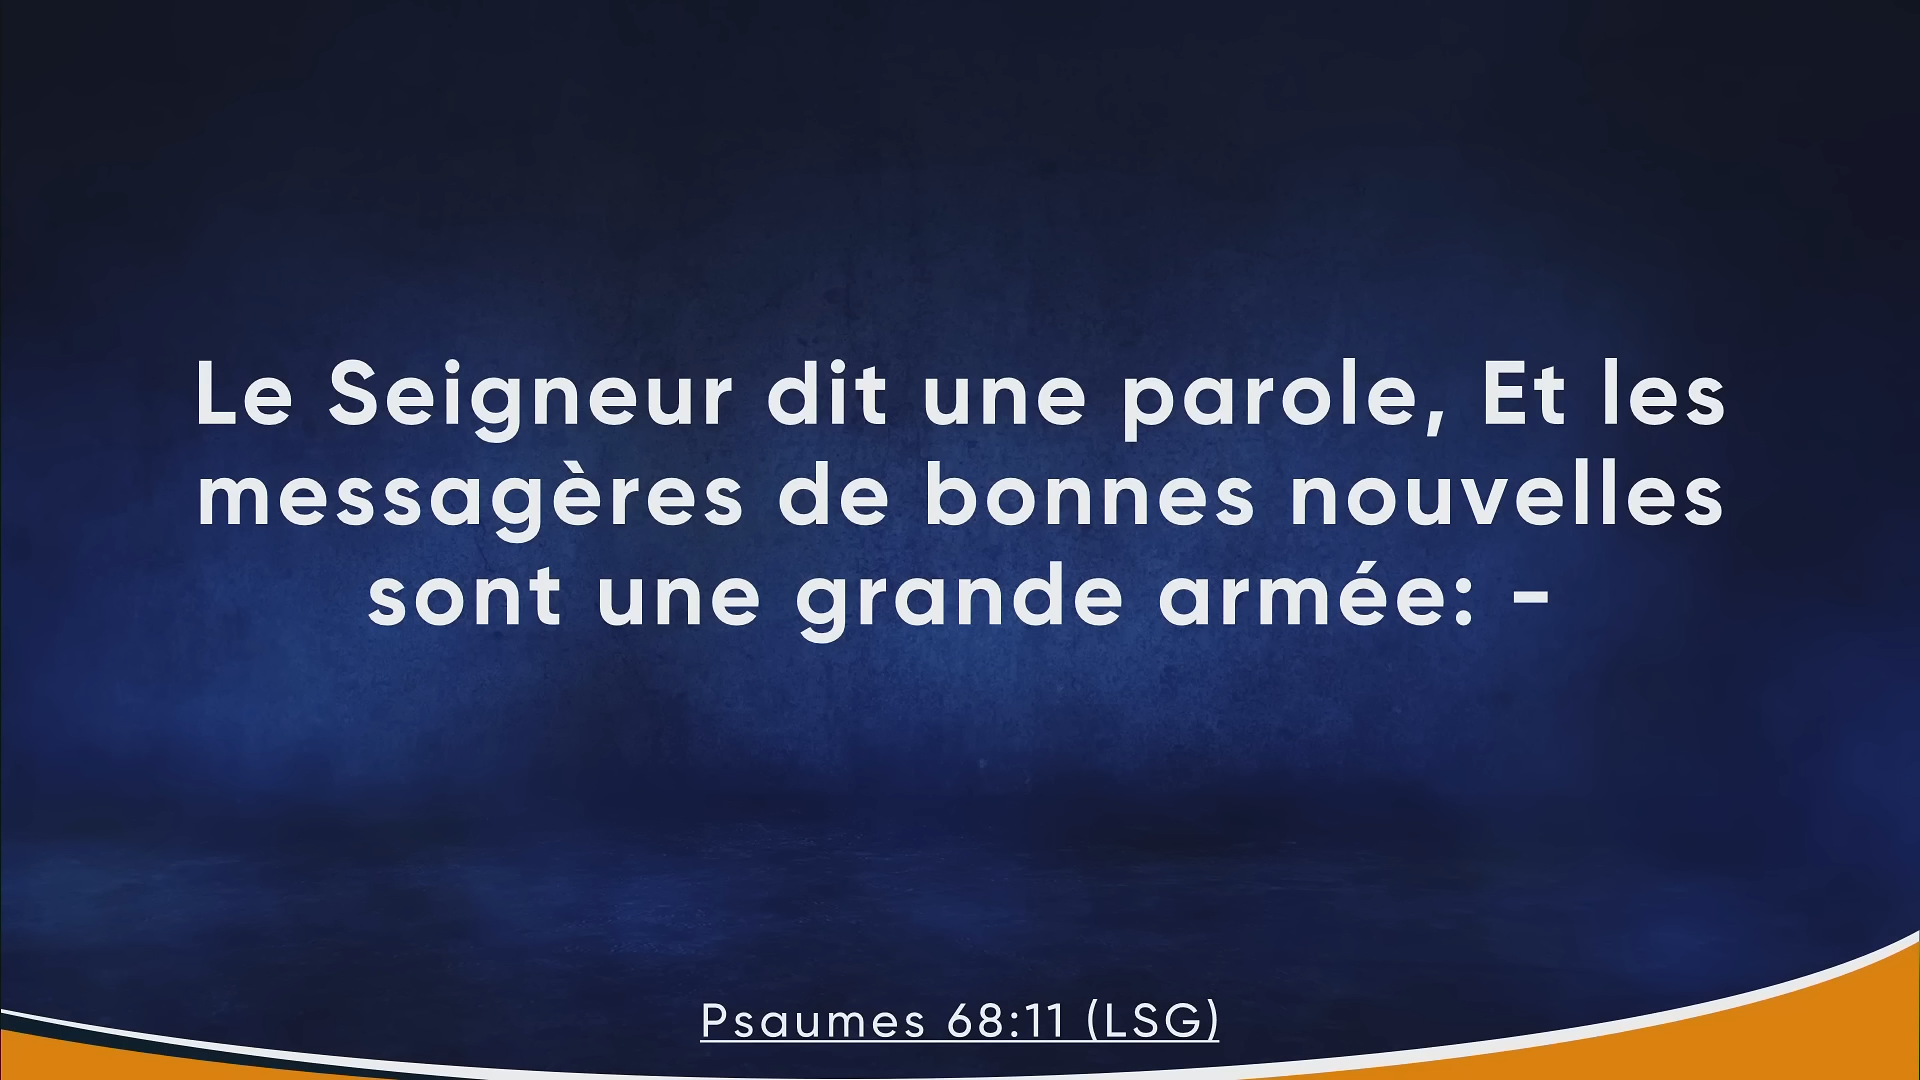 Le Seigneur dit une parole, Et les
messagères de bonnes nouvelles
sont une grande armée: -
Psaumes 68:11 (LSG)